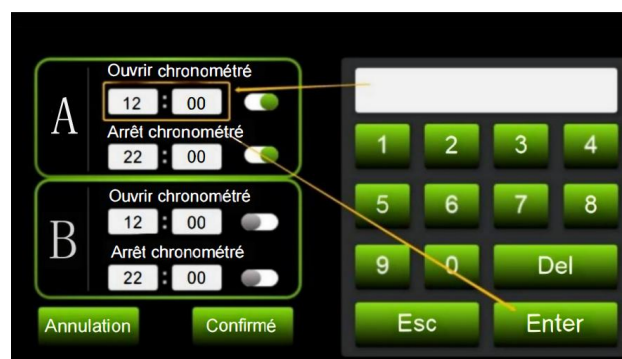 A
Ouvrir chronométré
12 : 00
Arrêt chronométré
22 : 00
B
Ouvrir chronométré
12 : 00
Arrêt chronométré
22 : 00
Annulation Confirmé
1 2 3 4
5 6 7 8
9 0 Del
Esc Enter